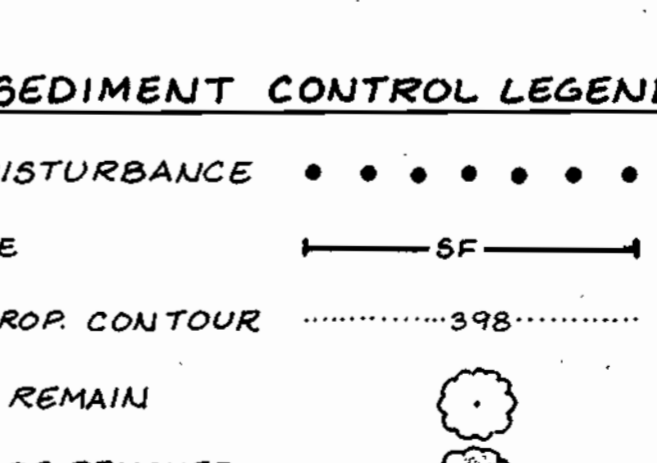 SEDIMENT CONTROL LEGEN
ISTURBANCE
E SF
ROP. CONTOUR 398
REMAIN